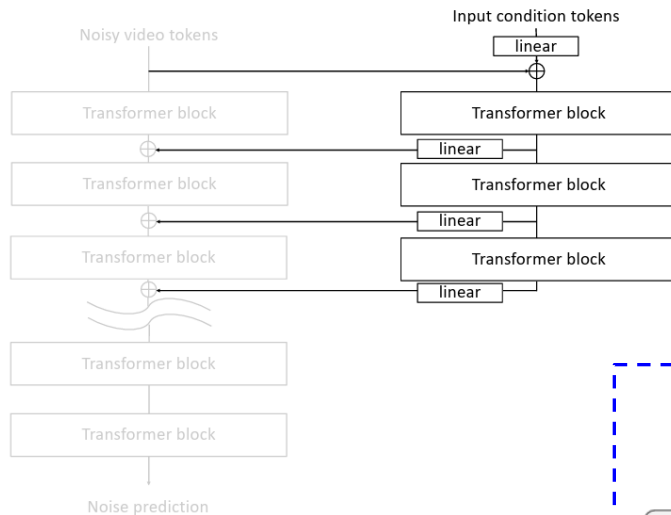 Input condition tokens
Noisy video tokens
linear
Transformer block
Transformer block
linear
Transformer block
Transformer block
linear
Transformer block
Transformer block
linear
Transformer block
Transformer block
Noise prediction